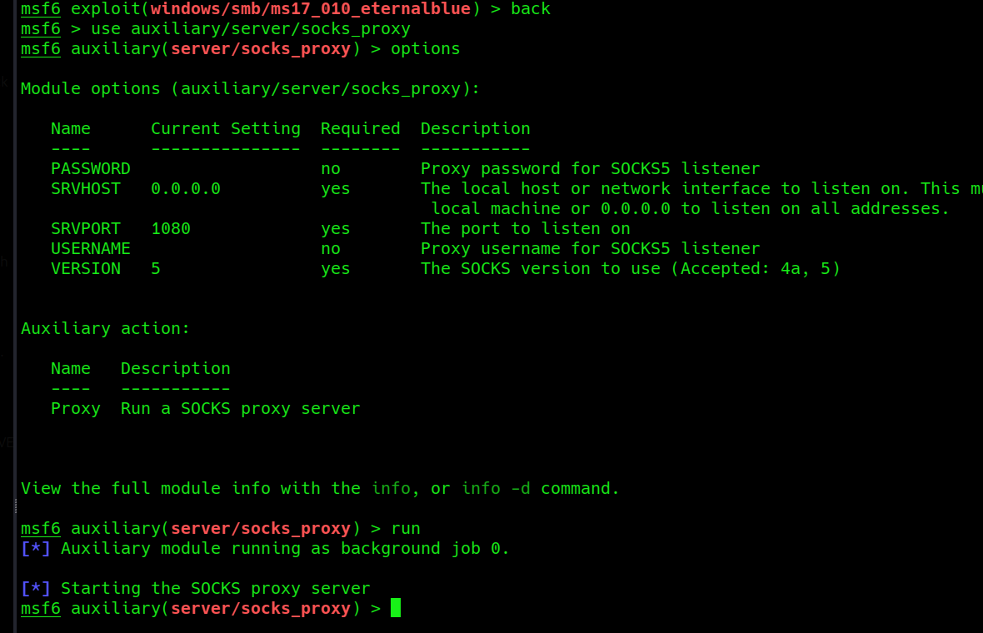 msf6 exploit(windows/smb/ms17_010_eternalblue) > back
msf6 > use auxiliary/server/socks_proxy
msf6 auxiliary(server/socks_proxy) > options
Module options (auxiliary/server/socks_proxy):
Name Current Setting Required Description
---- --------------- -------- -----------
PASSWORD no Proxy password for SOCKS5 listener
SRVHOST 0.0.0.0 yes The local host or network interface to listen on. This
local machine or 0.0.0.0 to listen on all addresses.
SRVPORT 1080 yes The port to listen on
USERNAME no Proxy username for SOCKS5 listener
VERSION 5 yes The SOCKS version to use (Accepted: 4a, 5)
Auxiliary action:
Name Description
---- -----------
Proxy Run a SOCKS proxy server
View the full module info with the info, or info -d command.
msf6 auxiliary(server/socks_proxy) > run
[*] Auxiliary module running as background job 0.
[*] Starting the SOCKS proxy server
msf6 auxiliary(server/socks_proxy) >